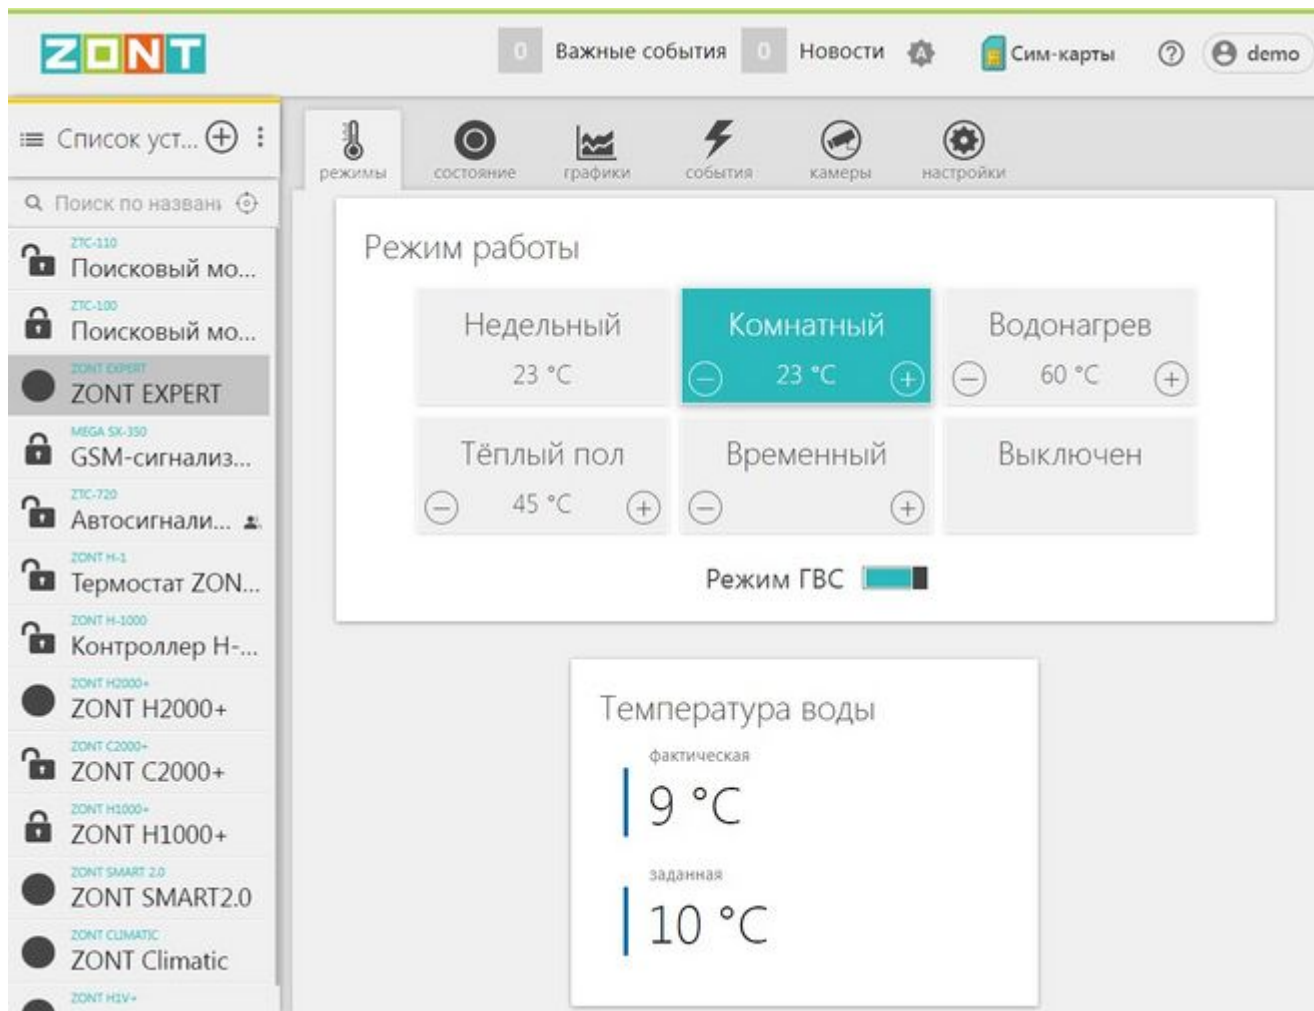 ZONT
0 Важные события 0 Новости Сим-карты demo
Список уст...
Поиск по названи
режимы состояние графики события камеры настройки
ZTC-110
Поисковый мо...
ZTC-100
Поисковый мо...
ZONT EXPERT
ZONT EXPERT
MEGA SX-350
GSM-сигнализ...
ZTC-720
Автосигнали...
ZONT H-1
Термостат ZON...
ZONT H-1000
Контроллер H-...
ZONT H2000+
ZONT H2000+
ZONT C2000+
ZONT C2000+
ZONT H1000+
ZONT H1000+
ZONT SMART 2.0
ZONT SMART2.0
ZONT CLIMATIC
ZONT Climatic
ZONT H1V+
Режим работы
Недельный Комнатный Водонагрев
23 °C 23 °C 60 °C
Тёплый пол Временный Выключен
45 °C
Режим ГВС
Температура воды
фактическая
9 °C
заданная
10 °C